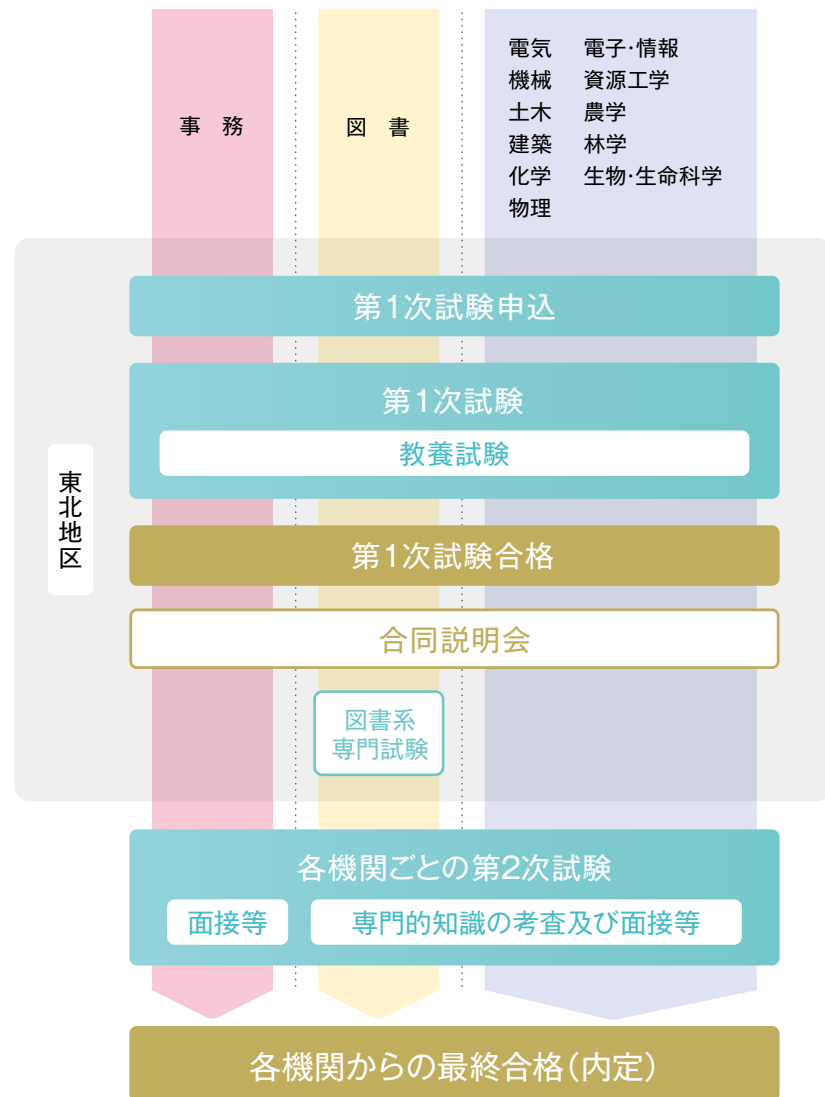 事　務
図　書
電気　電子・情報
機械　資源工学
土木　農学
建築　林学
化学　生物・生命科学
物理
東北地区
第1次試験申込
第1次試験
教養試験
第1次試験合格
合同説明会
図書系
専門試験
各機関ごとの第2次試験
面接等
専門的知識の考査及び面接等
各機関からの最終合格（内定）